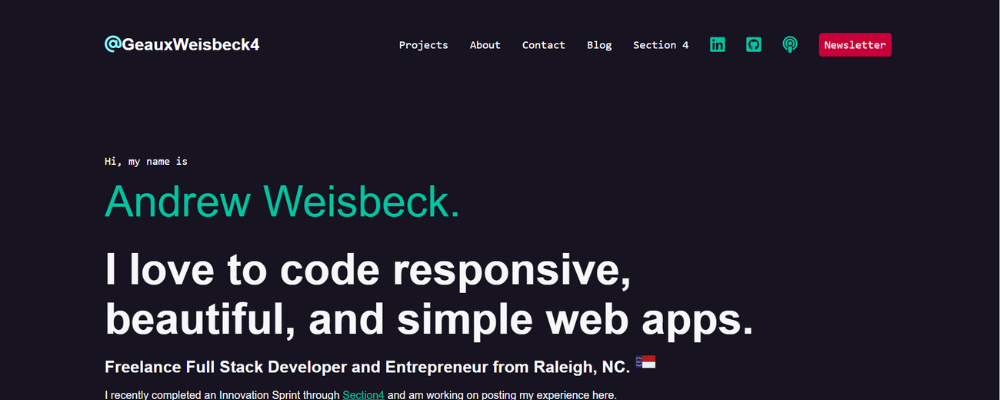 @GeauxWeisbeck4
Projects About Contact Blog Section 4 Newsletter
Hi, my name is
Andrew Weisbeck.
I love to code responsive,
beautiful, and simple web apps.
Freelance Full Stack Developer and Entrepreneur from Raleigh, NC.
I recently completed an Innovation Sprint through Section4 and am working on posting my experience here.